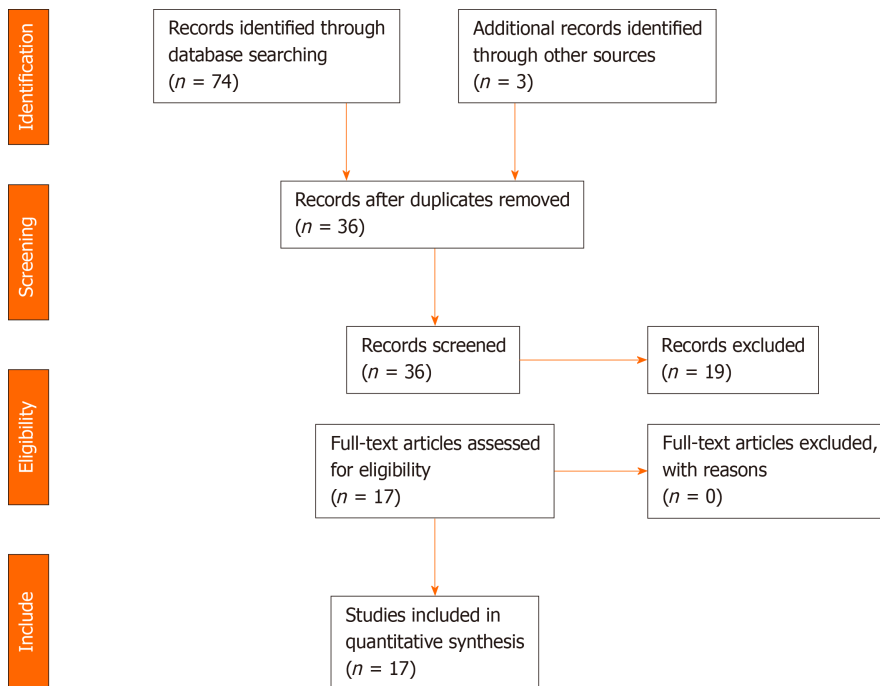 Identification
Records identified through
database searching
(n = 74)
Additional records identified
through other sources
(n = 3)
Screening
Records after duplicates removed
(n = 36)
Records screened
(n = 36)
Records excluded
(n = 19)
Eligibility
Full-text articles assessed
for eligibility
(n = 17)
Full-text articles excluded,
with reasons
(n = 0)
Include
Studies included in
quantitative synthesis
(n = 17)